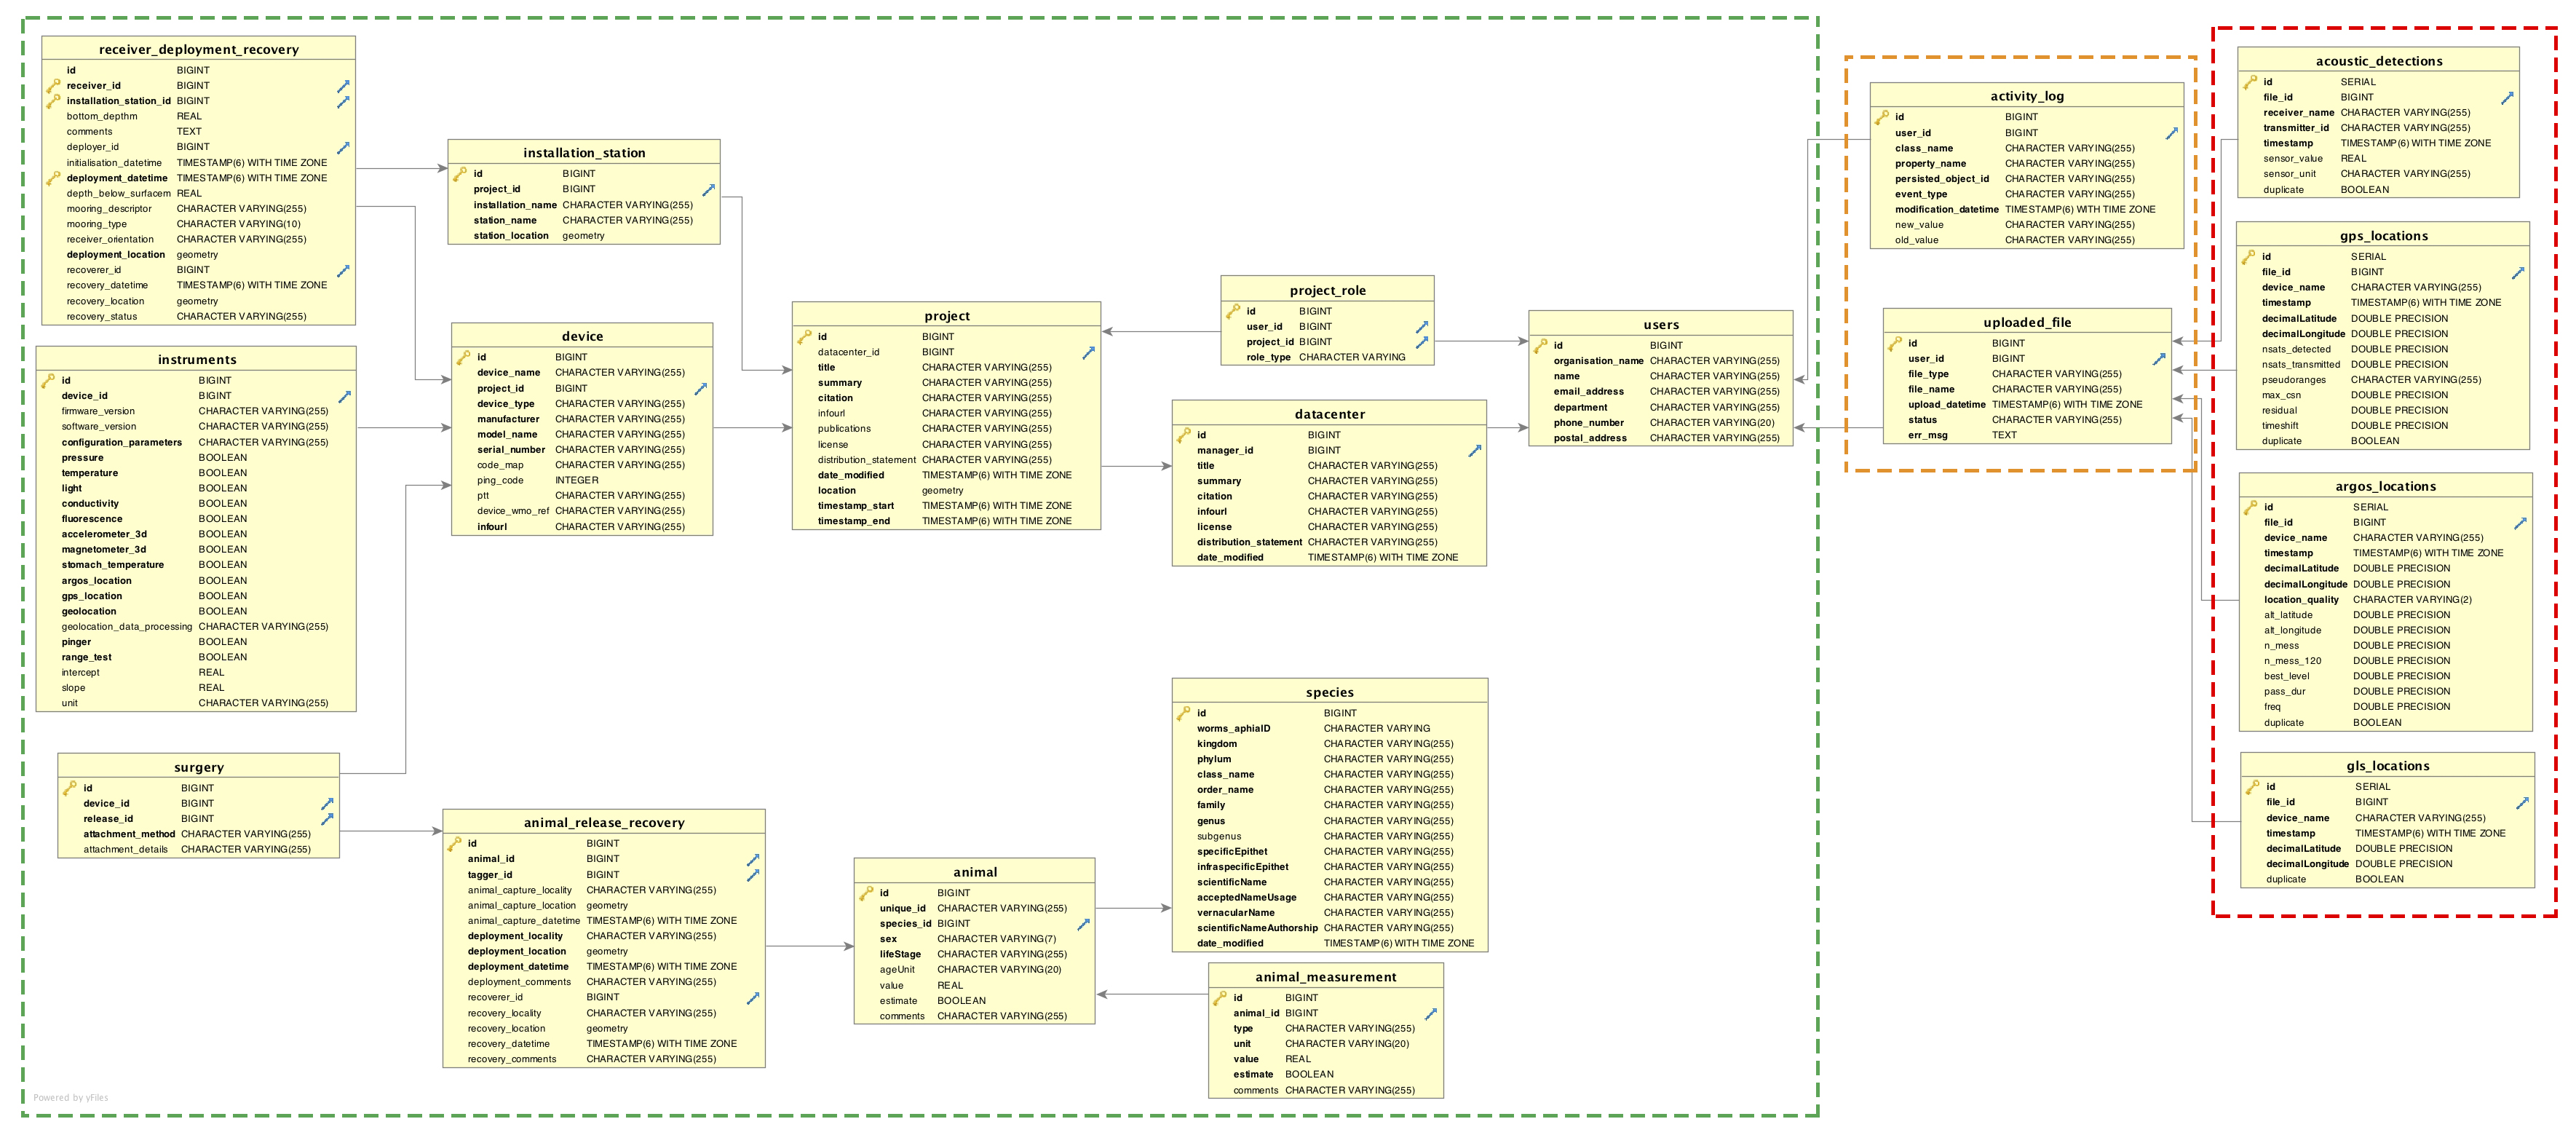 receiver_deployment_recovery
id BIGINT
receiver_id BIGINT
installation_station_id BIGINT
bottom_depthm REAL
comments TEXT
deployer_id BIGINT
initialisation_datetime TIMESTAMP(6) WITH TIME ZONE
deployment_datetime TIMESTAMP(6) WITH TIME ZONE
depth_below_surfacem REAL
mooring_descriptor CHARACTER VARYING(255)
mooring_type CHARACTER VARYING(10)
receiver_orientation CHARACTER VARYING(255)
deployment_location geometry
recoverer_id BIGINT
recovery_datetime TIMESTAMP(6) WITH TIME ZONE
recovery_location geometry
recovery_status CHARACTER VARYING(255)
instruments
id BIGINT
device_id BIGINT
firmware_version CHARACTER VARYING(255)
software_version CHARACTER VARYING(255)
configuration_parameters CHARACTER VARYING(255)
pressure BOOLEAN
temperature BOOLEAN
light BOOLEAN
conductivity BOOLEAN
fluorescence BOOLEAN
accelerometer_3d BOOLEAN
magnetometer_3d BOOLEAN
stomach_temperature BOOLEAN
argos_location BOOLEAN
gps_location BOOLEAN
geolocation BOOLEAN
geolocation_data_processing CHARACTER VARYING(255)
pinger BOOLEAN
range_test BOOLEAN
intercept REAL
slope REAL
unit CHARACTER VARYING(255)
surgery
id BIGINT
device_id BIGINT
release_id BIGINT
attachment_method CHARACTER VARYING(255)
attachment_details CHARACTER VARYING(255)
installation_station
id BIGINT
project_id BIGINT
installation_name CHARACTER VARYING(255)
station_name CHARACTER VARYING(255)
station_location geometry
device
id BIGINT
device_name CHARACTER VARYING(255)
project_id BIGINT
device_type CHARACTER VARYING(255)
manufacturer CHARACTER VARYING(255)
model_name CHARACTER VARYING(255)
serial_number CHARACTER VARYING(255)
code_map CHARACTER VARYING(255)
ping_code INTEGER
ptt CHARACTER VARYING(255)
device_wmo_ref CHARACTER VARYING(255)
infourl CHARACTER VARYING(255)
animal_release_recovery
id BIGINT
animal_id BIGINT
tagger_id BIGINT
animal_capture_locality CHARACTER VARYING(255)
animal_capture_location geometry
animal_capture_datetime TIMESTAMP(6) WITH TIME ZONE
deployment_locality CHARACTER VARYING(255)
deployment_location geometry
deployment_datetime TIMESTAMP(6) WITH TIME ZONE
deployment_comments CHARACTER VARYING(255)
recoverer_id BIGINT
recovery_locality CHARACTER VARYING(255)
recovery_location geometry
recovery_datetime TIMESTAMP(6) WITH TIME ZONE
recovery_comments CHARACTER VARYING(255)
project
id BIGINT
datacenter_id BIGINT
title CHARACTER VARYING(255)
summary CHARACTER VARYING(255)
citation CHARACTER VARYING(255)
infourl CHARACTER VARYING(255)
publications CHARACTER VARYING(255)
license CHARACTER VARYING(255)
distribution_statement CHARACTER VARYING(255)
date_modified TIMESTAMP(6) WITH TIME ZONE
location geometry
timestamp_start TIMESTAMP(6) WITH TIME ZONE
timestamp_end TIMESTAMP(6) WITH TIME ZONE
animal
id BIGINT
unique_id CHARACTER VARYING(255)
species_id BIGINT
sex CHARACTER VARYING(7)
lifeStage CHARACTER VARYING(255)
ageUnit CHARACTER VARYING(20)
value REAL
estimate BOOLEAN
comments CHARACTER VARYING(255)
project_role
id BIGINT
user_id BIGINT
project_id BIGINT
role_type CHARACTER VARYING
datacenter
id BIGINT
manager_id BIGINT
title CHARACTER VARYING(255)
summary CHARACTER VARYING(255)
citation CHARACTER VARYING(255)
infourl CHARACTER VARYING(255)
license CHARACTER VARYING(255)
distribution_statement CHARACTER VARYING(255)
date_modified TIMESTAMP(6) WITH TIME ZONE
species
id BIGINT
worms_aphiaID CHARACTER VARYING
kingdom CHARACTER VARYING(255)
phylum CHARACTER VARYING(255)
class_name CHARACTER VARYING(255)
order_name CHARACTER VARYING(255)
family CHARACTER VARYING(255)
genus CHARACTER VARYING(255)
subgenus CHARACTER VARYING(255)
specificEpithet CHARACTER VARYING(255)
infraspecificEpithet CHARACTER VARYING(255)
scientificName CHARACTER VARYING(255)
acceptedNameUsage CHARACTER VARYING(255)
vernacularName CHARACTER VARYING(255)
scientificNameAuthorship CHARACTER VARYING(255)
date_modified TIMESTAMP(6) WITH TIME ZONE
animal_measurement
id BIGINT
animal_id BIGINT
type CHARACTER VARYING(255)
unit CHARACTER VARYING(20)
value REAL
estimate BOOLEAN
comments CHARACTER VARYING(255)
users
id BIGINT
organisation_name CHARACTER VARYING(255)
name CHARACTER VARYING(255)
email_address CHARACTER VARYING(255)
department CHARACTER VARYING(255)
phone_number CHARACTER VARYING(20)
postal_address CHARACTER VARYING(255)
activity_log
id BIGINT
user_id BIGINT
class_name CHARACTER VARYING(255)
property_name CHARACTER VARYING(255)
persisted_object_id CHARACTER VARYING(255)
event_type CHARACTER VARYING(255)
modification_datetime TIMESTAMP(6) WITH TIME ZONE
new_value CHARACTER VARYING(255)
old_value CHARACTER VARYING(255)
uploaded_file
id BIGINT
user_id BIGINT
file_type CHARACTER VARYING(255)
file_name CHARACTER VARYING(255)
upload_datetime TIMESTAMP(6) WITH TIME ZONE
status CHARACTER VARYING(255)
err_msg TEXT
acoustic_detections
id SERIAL
file_id BIGINT
receiver_name CHARACTER VARYING(255)
transmitter_id CHARACTER VARYING(255)
timestamp TIMESTAMP(6) WITH TIME ZONE
sensor_value REAL
sensor_unit CHARACTER VARYING(255)
duplicate BOOLEAN
gps_locations
id SERIAL
file_id BIGINT
device_name CHARACTER VARYING(255)
timestamp TIMESTAMP(6) WITH TIME ZONE
decimalLatitude DOUBLE PRECISION
decimalLongitude DOUBLE PRECISION
nsats_detected DOUBLE PRECISION
nsats_transmitted DOUBLE PRECISION
pseudoranges CHARACTER VARYING(255)
max_csn DOUBLE PRECISION
residual DOUBLE PRECISION
timeshift DOUBLE PRECISION
duplicate BOOLEAN
argos_locations
id SERIAL
file_id BIGINT
device_name CHARACTER VARYING(255)
timestamp TIMESTAMP(6) WITH TIME ZONE
decimalLatitude DOUBLE PRECISION
decimalLongitude DOUBLE PRECISION
location_quality CHARACTER VARYING(2)
alt_latitude DOUBLE PRECISION
alt_longitude DOUBLE PRECISION
n_mess DOUBLE PRECISION
n_mess_120 DOUBLE PRECISION
best_level DOUBLE PRECISION
pass_dur DOUBLE PRECISION
freq DOUBLE PRECISION
duplicate BOOLEAN
gls_locations
id SERIAL
file_id BIGINT
device_name CHARACTER VARYING(255)
timestamp TIMESTAMP(6) WITH TIME ZONE
decimalLatitude DOUBLE PRECISION
decimalLongitude DOUBLE PRECISION
duplicate BOOLEAN
Powered by yFiles